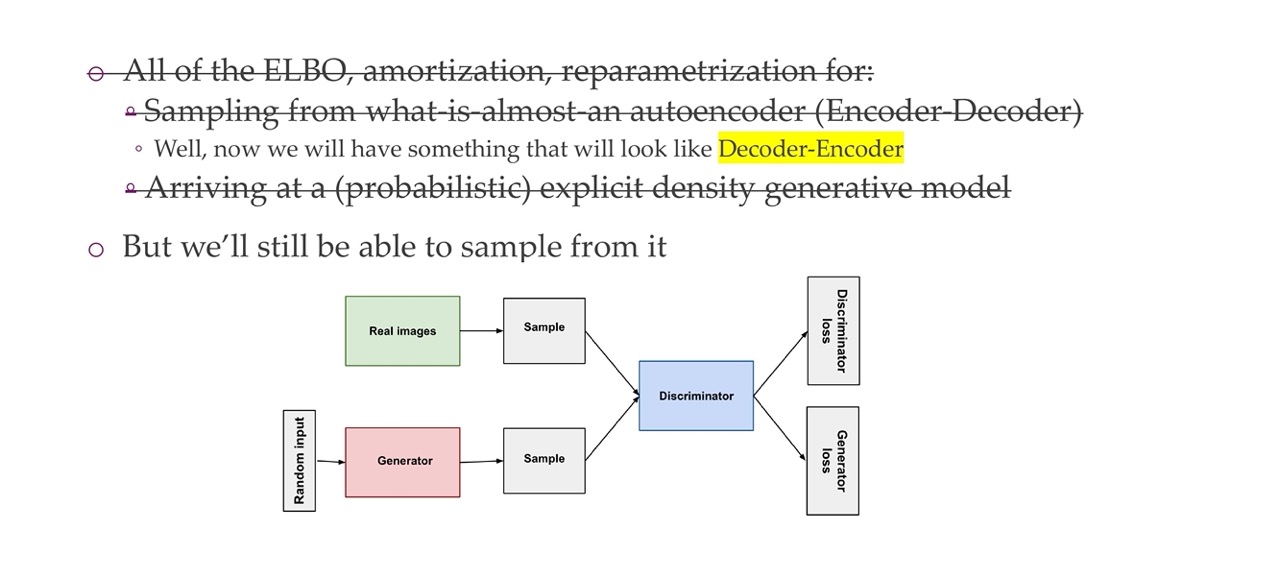 All of the ELBO, amortization, reparametrization for:
Sampling from what-is-almost-an autoencoder (Encoder-Decoder)
Well, now we will have something that will look like Decoder-Encoder
Arriving at a (probabilistic) explicit density generative model
But we'll still be able to sample from it
Real images
Sample
Discriminator
loss
Discriminator
Random input
Generator
Sample
Generator
loss